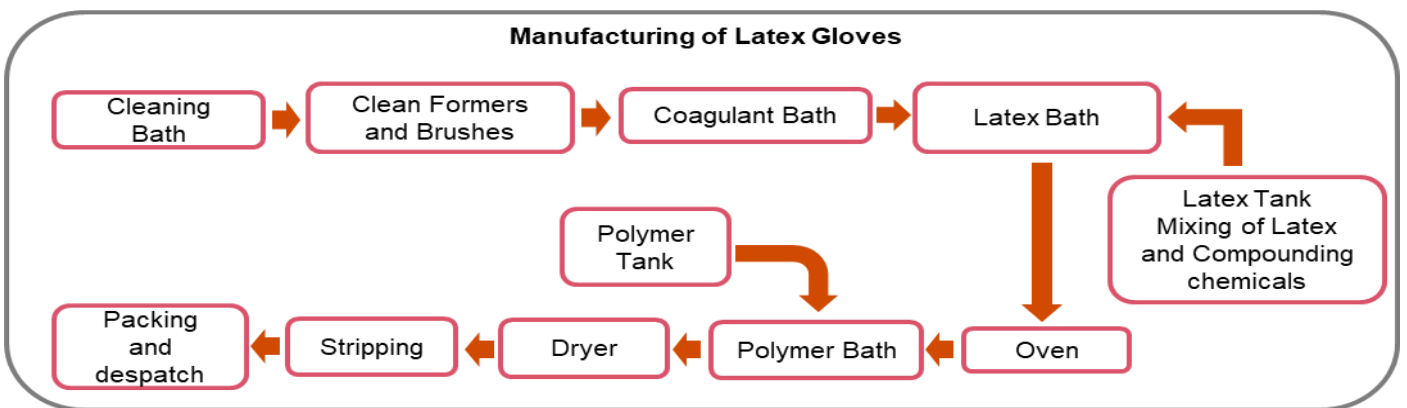 Manufacturing of Latex Gloves
Cleaning
Bath
Clean Formers
and Brushes
Coagulant Bath
Latex Bath
Latex Tank
Mixing of Latex
and Compounding
chemicals
Polymer
Tank
Oven
Polymer Bath
Dryer
Stripping
Packing
and
despatch